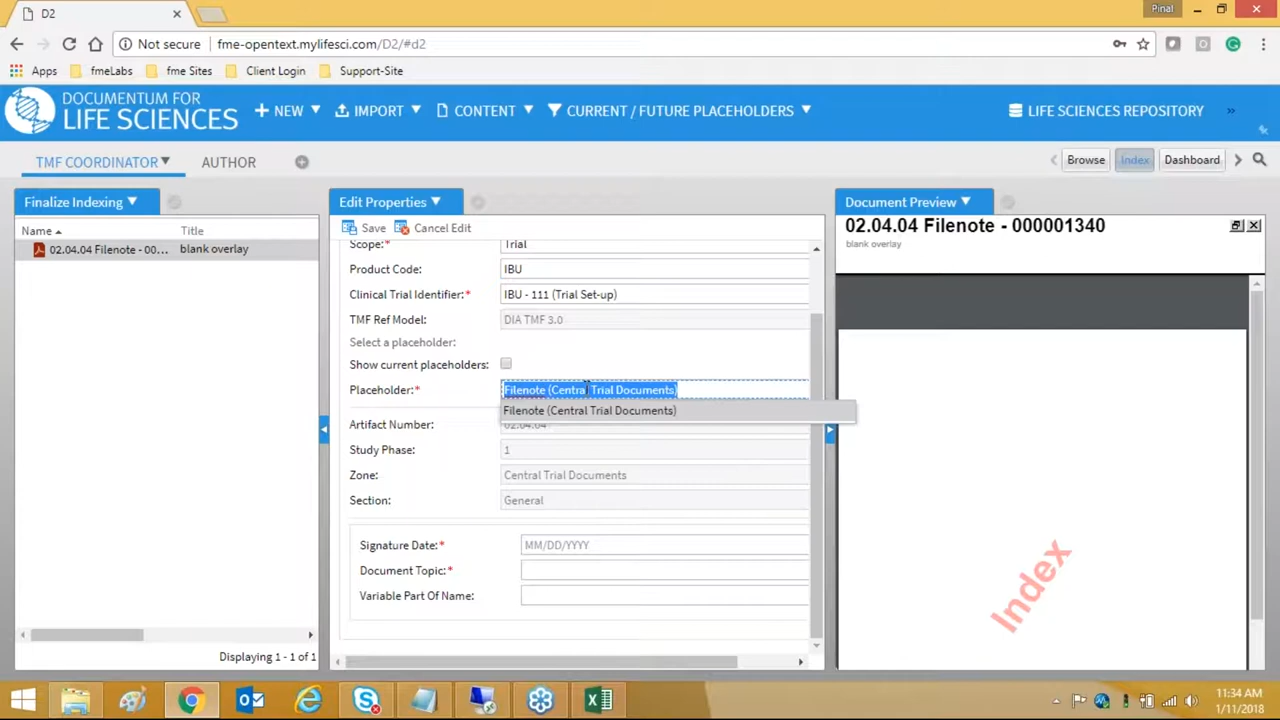 D2
Pinal
Not secure fme-opentext.mylifesci.com/D2/#d2
Apps fmeLabs fme Sites Client Login Support-Site
DOCUMENTUM FOR
LIFE SCIENCES
NEW IMPORT CONTENT CURRENT / FUTURE PLACEHOLDERS LIFE SCIENCES REPOSITORY
TMF COORDINATOR AUTHOR Browse Index Dashboard
Finalize Indexing Edit Properties Document Preview
Name Title
02.04.04 Filenote - 00... blank overlay
Displaying 1 - 1 of 1
Save Cancel Edit
Scope:* Trial
Product Code: IBU
Clinical Trial Identifier:* IBU - 111 (Trial Set-up)
TMF Ref Model: DIA TMF 3.0
Select a placeholder:
Show current placeholders:
Placeholder:* Filenote (Central Trial Documents)
Filenote (Central Trial Documents)
Artifact Number: 02.04.04
Study Phase: 1
Zone: Central Trial Documents
Section: General
Signature Date:* MM/DD/YYYY
Document Topic:*
Variable Part Of Name:
02.04.04 Filenote - 000001340
blank overlay
Index
11:34 AM
1/11/2018